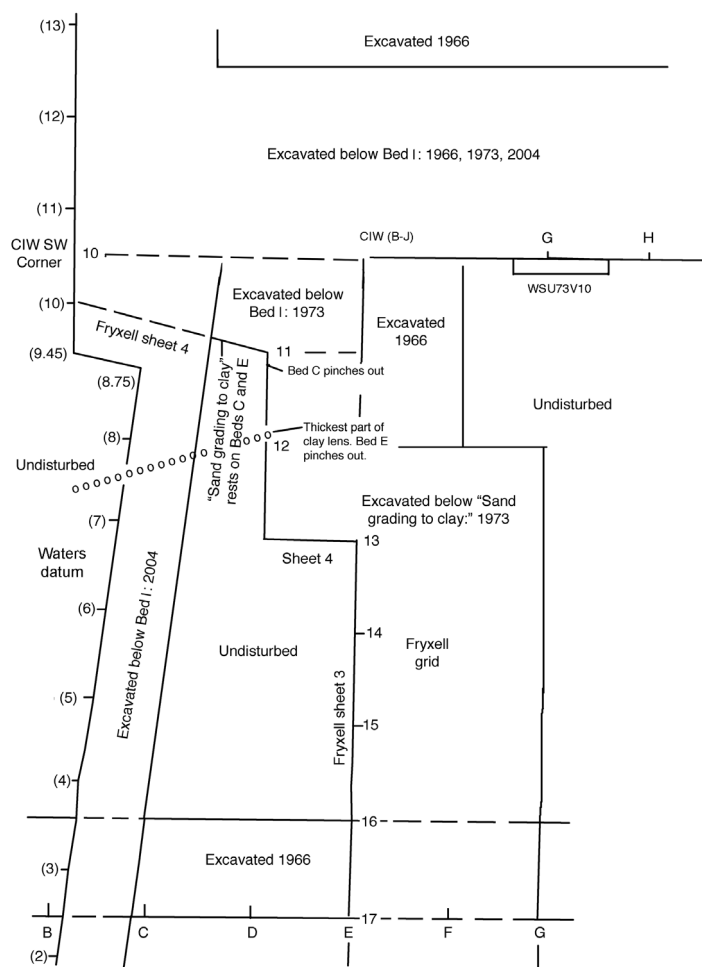 (13)
Excavated 1966
(12)
Excavated below Bed I: 1966, 1973, 2004
(11)
CIW (B-J)
G
H
CIW SW
Corner
10
WSU73V10
Excavated below
Bed I: 1973
(10)
Fryxell sheet 4
Excavated
1966
11
(9.45)
Bed C pinches out
(8.75)
"Sand grading to clay"
rests on Beds C and E
Undisturbed
Thickest part of
clay lens. Bed E
pinches out.
(8)
12
Undisturbed
Excavated below "Sand
grading to clay:" 1973
(7)
13
Waters
datum
Sheet 4
Excavated below Bed I: 2004
(6)
14
Undisturbed
Fryxell
grid
Fryxell sheet 3
(5)
15
(4)
16
Excavated 1966
(3)
17
B
C
D
E
F
G
(2)